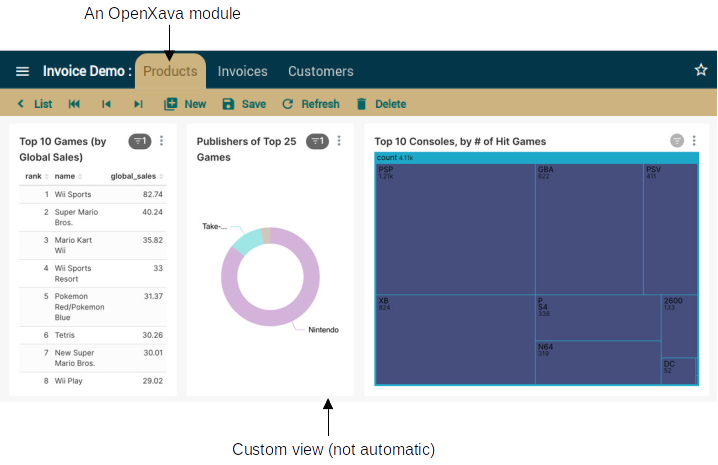 An OpenXava module
Invoice Demo : Products Invoices Customers
List New Save Refresh Delete
Top 10 Games (by
Global Sales)
1
rank name global_sales
1 Wii Sports 82.74
2 Super Mario
Bros.
40.24
3 Mario Kart
Wii
35.82
4 Wii Sports
Resort
33
5 Pokemon
Red/Pokemon
Blue
31.37
6 Tetris 30.26
7 New Super
Mario Bros.
30.01
8 Wii Play 29.02
Publishers of Top 25
Games
1
Take-...
Nintendo
Top 10 Consoles, by # of Hit Games
count 4.11k
PSP
1.21k
GBA
822
PSV
411
XB
824
P
S4
336
N64
319
2600
133
DC
52
Custom view (not automatic)